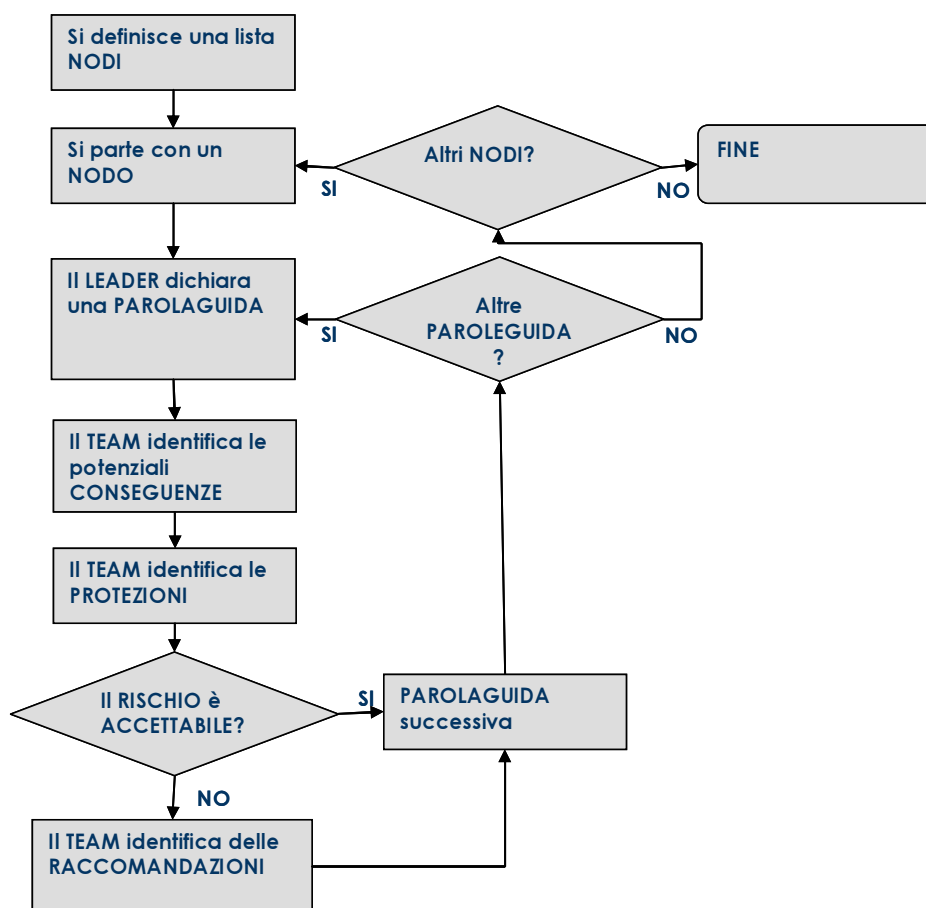 Si definisce una lista
NODI
Si parte con un
NODO
Altri NODI?
SI
NO
FINE
Il LEADER dichiara
una PAROLAGUIDA
Altre
PAROLEGUIDA
?
SI
NO
Il TEAM identifica le
potenziali
CONSEGUENZE
Il TEAM identifica le
PROTEZIONI
Il RISCHIO è
ACCETTABILE?
SI
PAROLAGUIDA
successiva
NO
Il TEAM identifica delle
RACCOMANDAZIONI